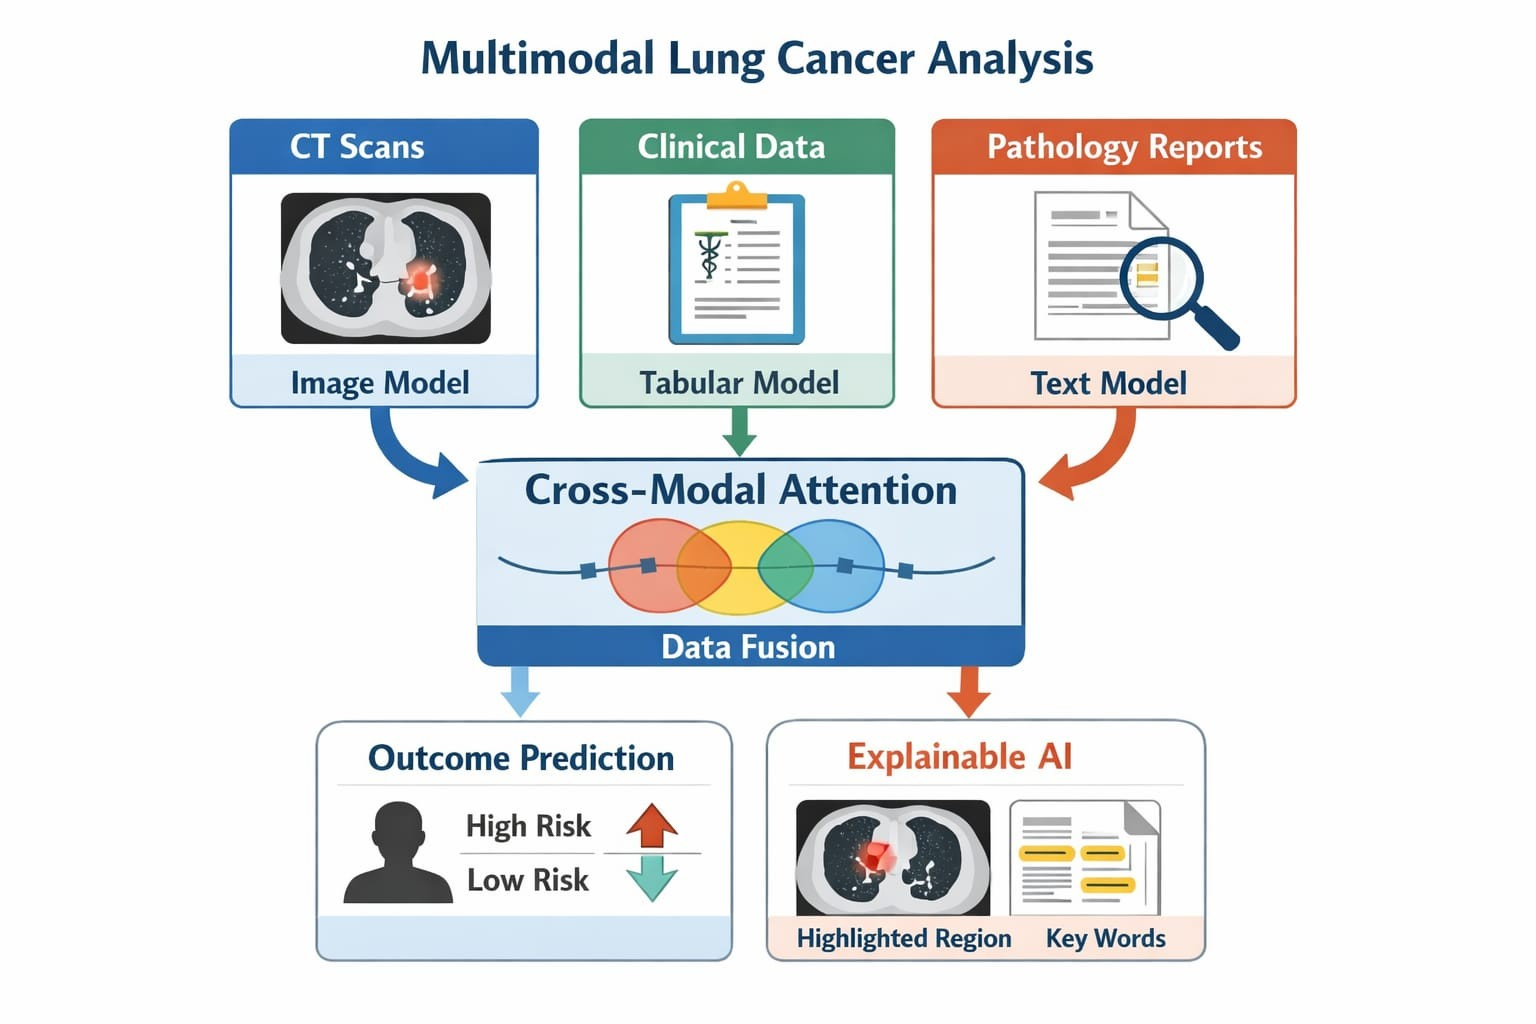 Multimodal Lung Cancer Analysis
CT Scans
Image Model
Clinical Data
Tabular Model
Pathology Reports
Text Model
Cross-Modal Attention
Data Fusion
Outcome Prediction
High Risk
Low Risk
Explainable AI
Highlighted Region
Key Words